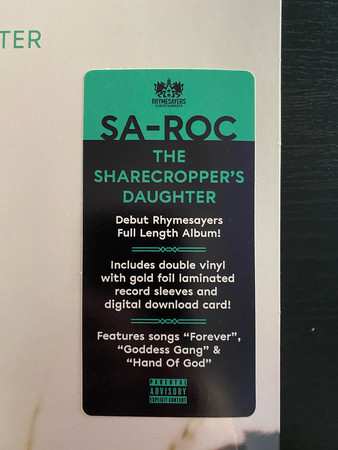 TER
RHYMESAYERS
ENTERTAINMENT
SA-ROC
THE
SHARECROPPER'S
DAUGHTER
Debut Rhymesayers
Full Length Album!
Includes double vinyl
with gold foil laminated
record sleeves and
digital download card!
Features songs "Forever",
"Goddess Gang" &
"Hand Of God"
PARENTAL
ADVISORY
EXPLICIT CONTENT